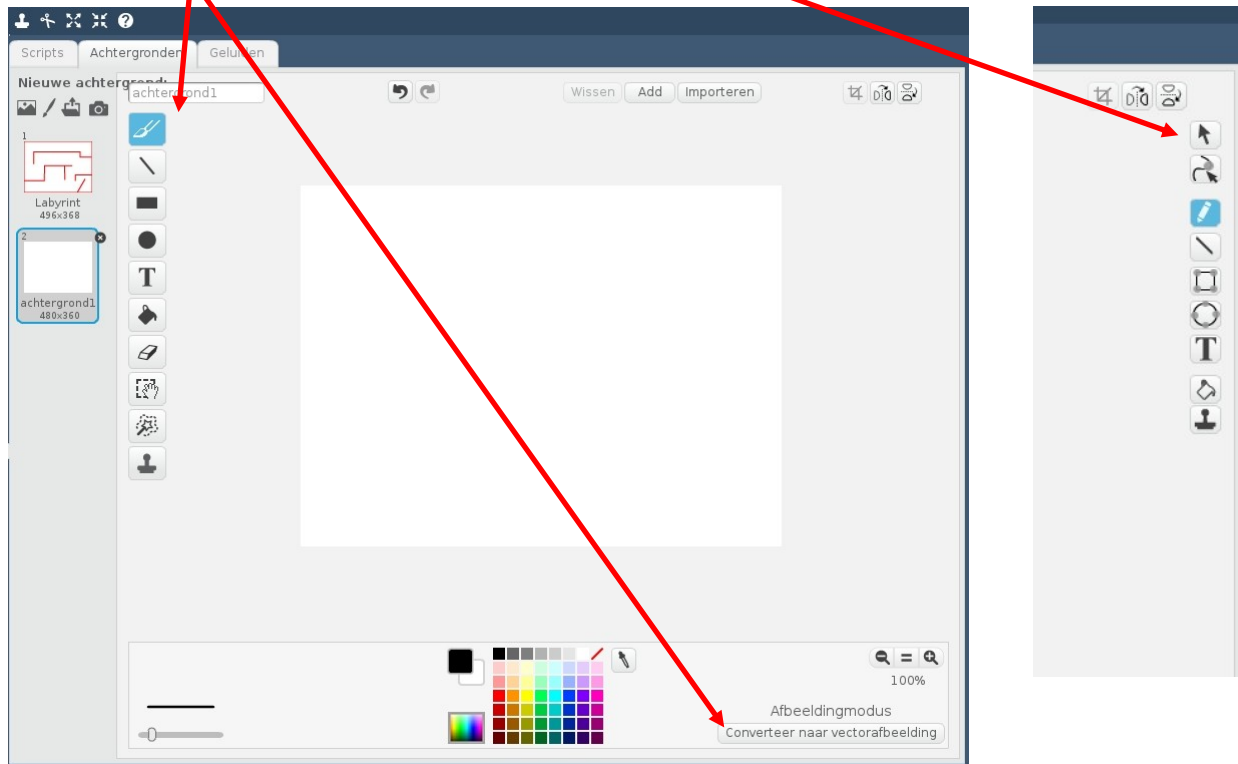 Scripts Achtergronden Geluiden
Nieuwe achtergrond:
achtergrond1
Wissen Add Importeren
1
Labyrint
496x368
2
achtergrond1
480x360
T
T
100%
Afbeeldingmodus
Converteer naar vectorafbeelding